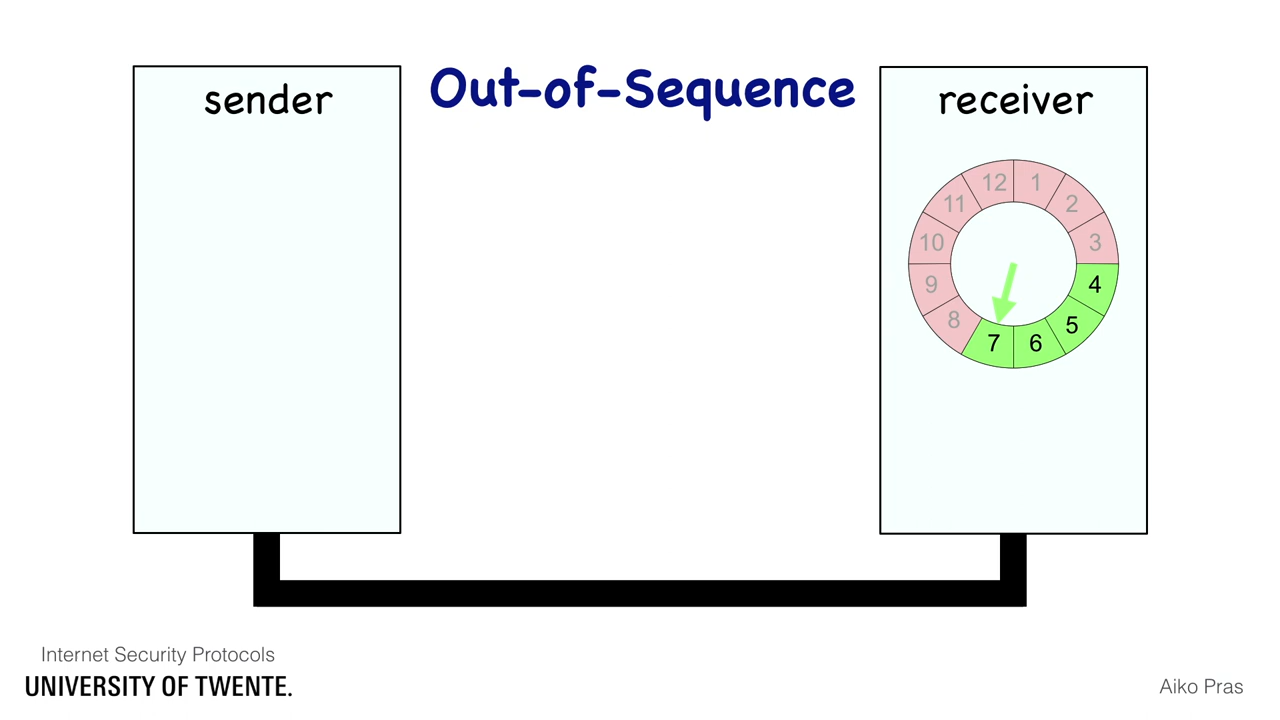 Out-of-Sequence
sender
receiver
12
1
11
2
10
3
9
4
8
5
7
6
Internet Security Protocols
UNIVERSITY OF TWENTE.
Aiko Pras